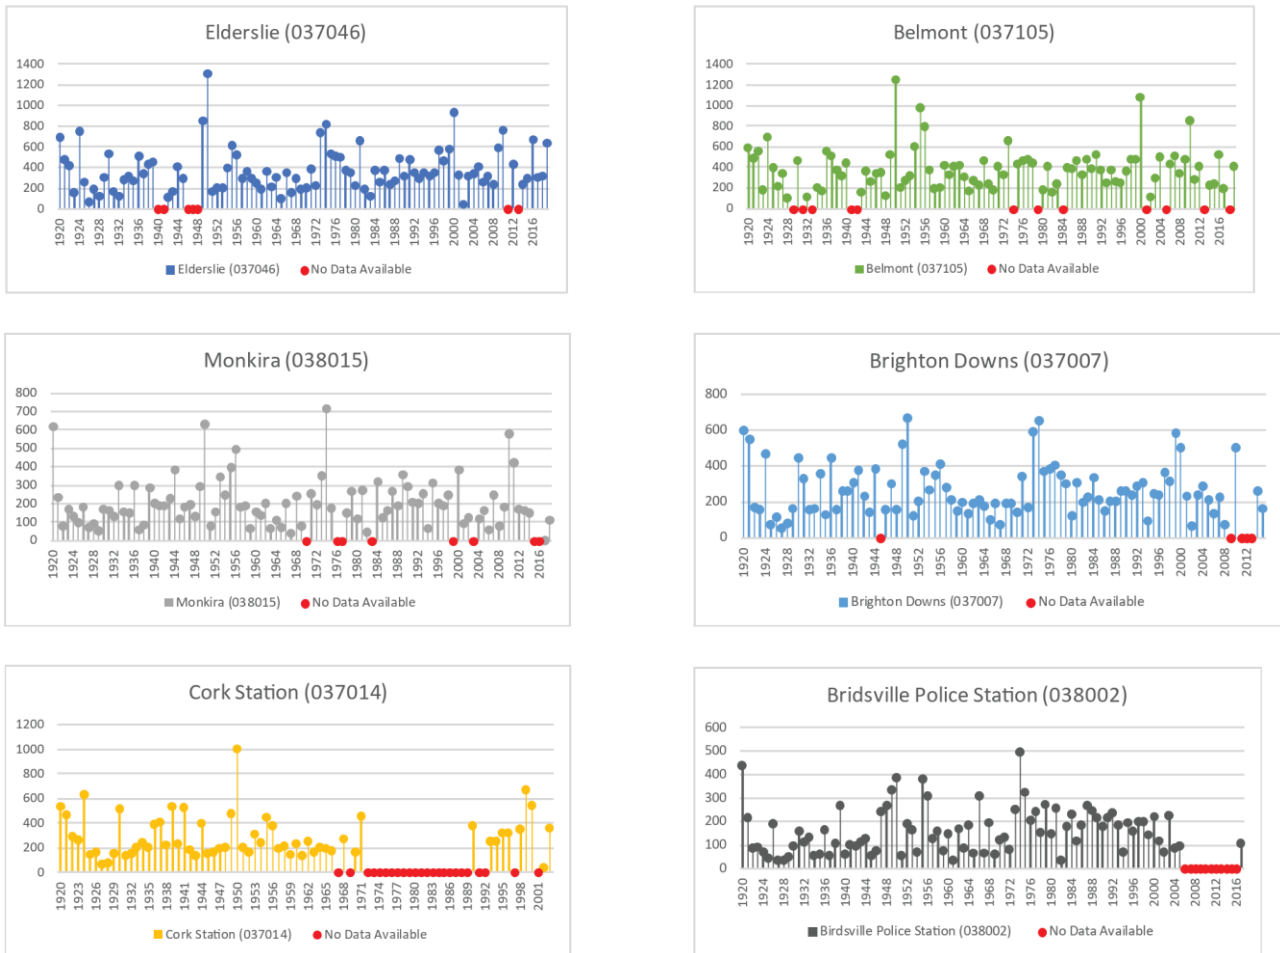 Elderslie (037046)
1400
1200
1000
800
600
400
200
0
1920 1924 1928 1932 1936 1940 1944 1948 1952 1956 1960 1964 1968 1972 1976 1980 1984 1988 1992 1996 2000 2004 2008 2012 2016
Elderslie (037046) No Data Available
Belmont (037105)
1400
1200
1000
800
600
400
200
0
1920 1924 1928 1932 1936 1940 1944 1948 1952 1956 1960 1964 1968 1972 1976 1980 1984 1988 1992 1996 2000 2004 2008 2012 2016
Belmont (037105) No Data Available
Monkira (038015)
800
700
600
500
400
300
200
100
0
1920 1924 1928 1932 1936 1940 1944 1948 1952 1956 1960 1964 1968 1972 1976 1980 1984 1988 1992 1996 2000 2004 2008 2012 2016
Monkira (038015) No Data Available
Brighton Downs (037007)
800
600
400
200
0
1920 1924 1928 1932 1936 1940 1944 1948 1952 1956 1960 1964 1968 1972 1976 1980 1984 1988 1992 1996 2000 2004 2008 2012
Brighton Downs (037007) No Data Available
Cork Station (037014)
1200
1000
800
600
400
200
0
1920 1923 1926 1929 1932 1935 1938 1941 1944 1947 1950 1953 1956 1959 1962 1965 1968 1971 1974 1977 1980 1983 1986 1989 1992 1995 1998 2001
Cork Station (037014) No Data Available
Bridsville Police Station (038002)
600
500
400
300
200
100
0
1920 1924 1928 1932 1936 1940 1944 1948 1952 1956 1960 1964 1968 1972 1976 1980 1984 1988 1992 1996 2000 2004 2008 2012 2016
Birdsville Police Station (038002) No Data Available